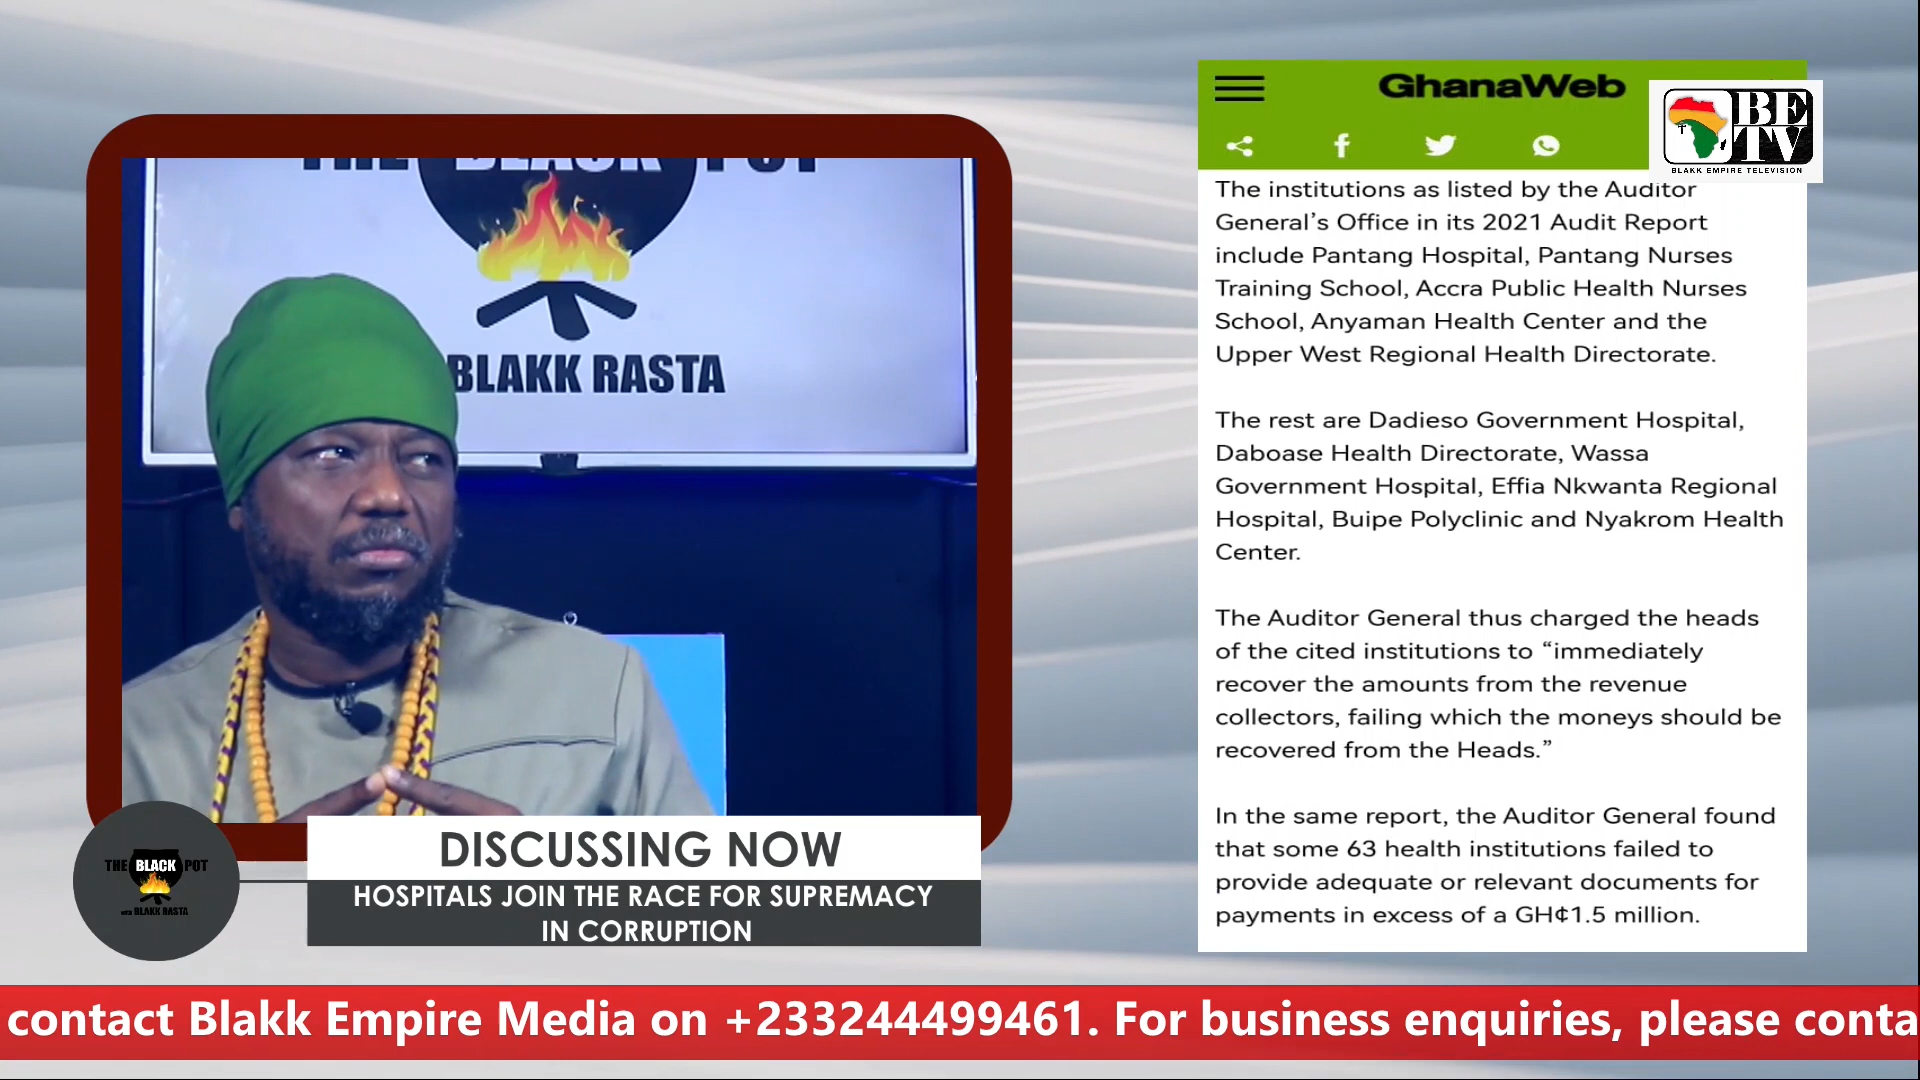 THE BLACK POT
BLAKK RASTA
GhanaWeb
BE
TV
BLAKK EMPIRE TELEVISION
The institutions as listed by the Auditor
General’s Office in its 2021 Audit Report
include Pantang Hospital, Pantang Nurses
Training School, Accra Public Health Nurses
School, Anyaman Health Center and the
Upper West Regional Health Directorate.
The rest are Dadieso Government Hospital,
Daboase Health Directorate, Wassa
Government Hospital, Effia Nkwanta Regional
Hospital, Buipe Polyclinic and Nyakrom Health
Center.
The Auditor General thus charged the heads
of the cited institutions to “immediately
recover the amounts from the revenue
collectors, failing which the moneys should be
recovered from the Heads.”
In the same report, the Auditor General found
that some 63 health institutions failed to
provide adequate or relevant documents for
payments in excess of a GH¢1.5 million.
THE BLACK POT
with BLAKK RASTA
DISCUSSING NOW
HOSPITALS JOIN THE RACE FOR SUPREMACY
IN CORRUPTION
contact Blakk Empire Media on +233244499461. For business enquiries, please conta